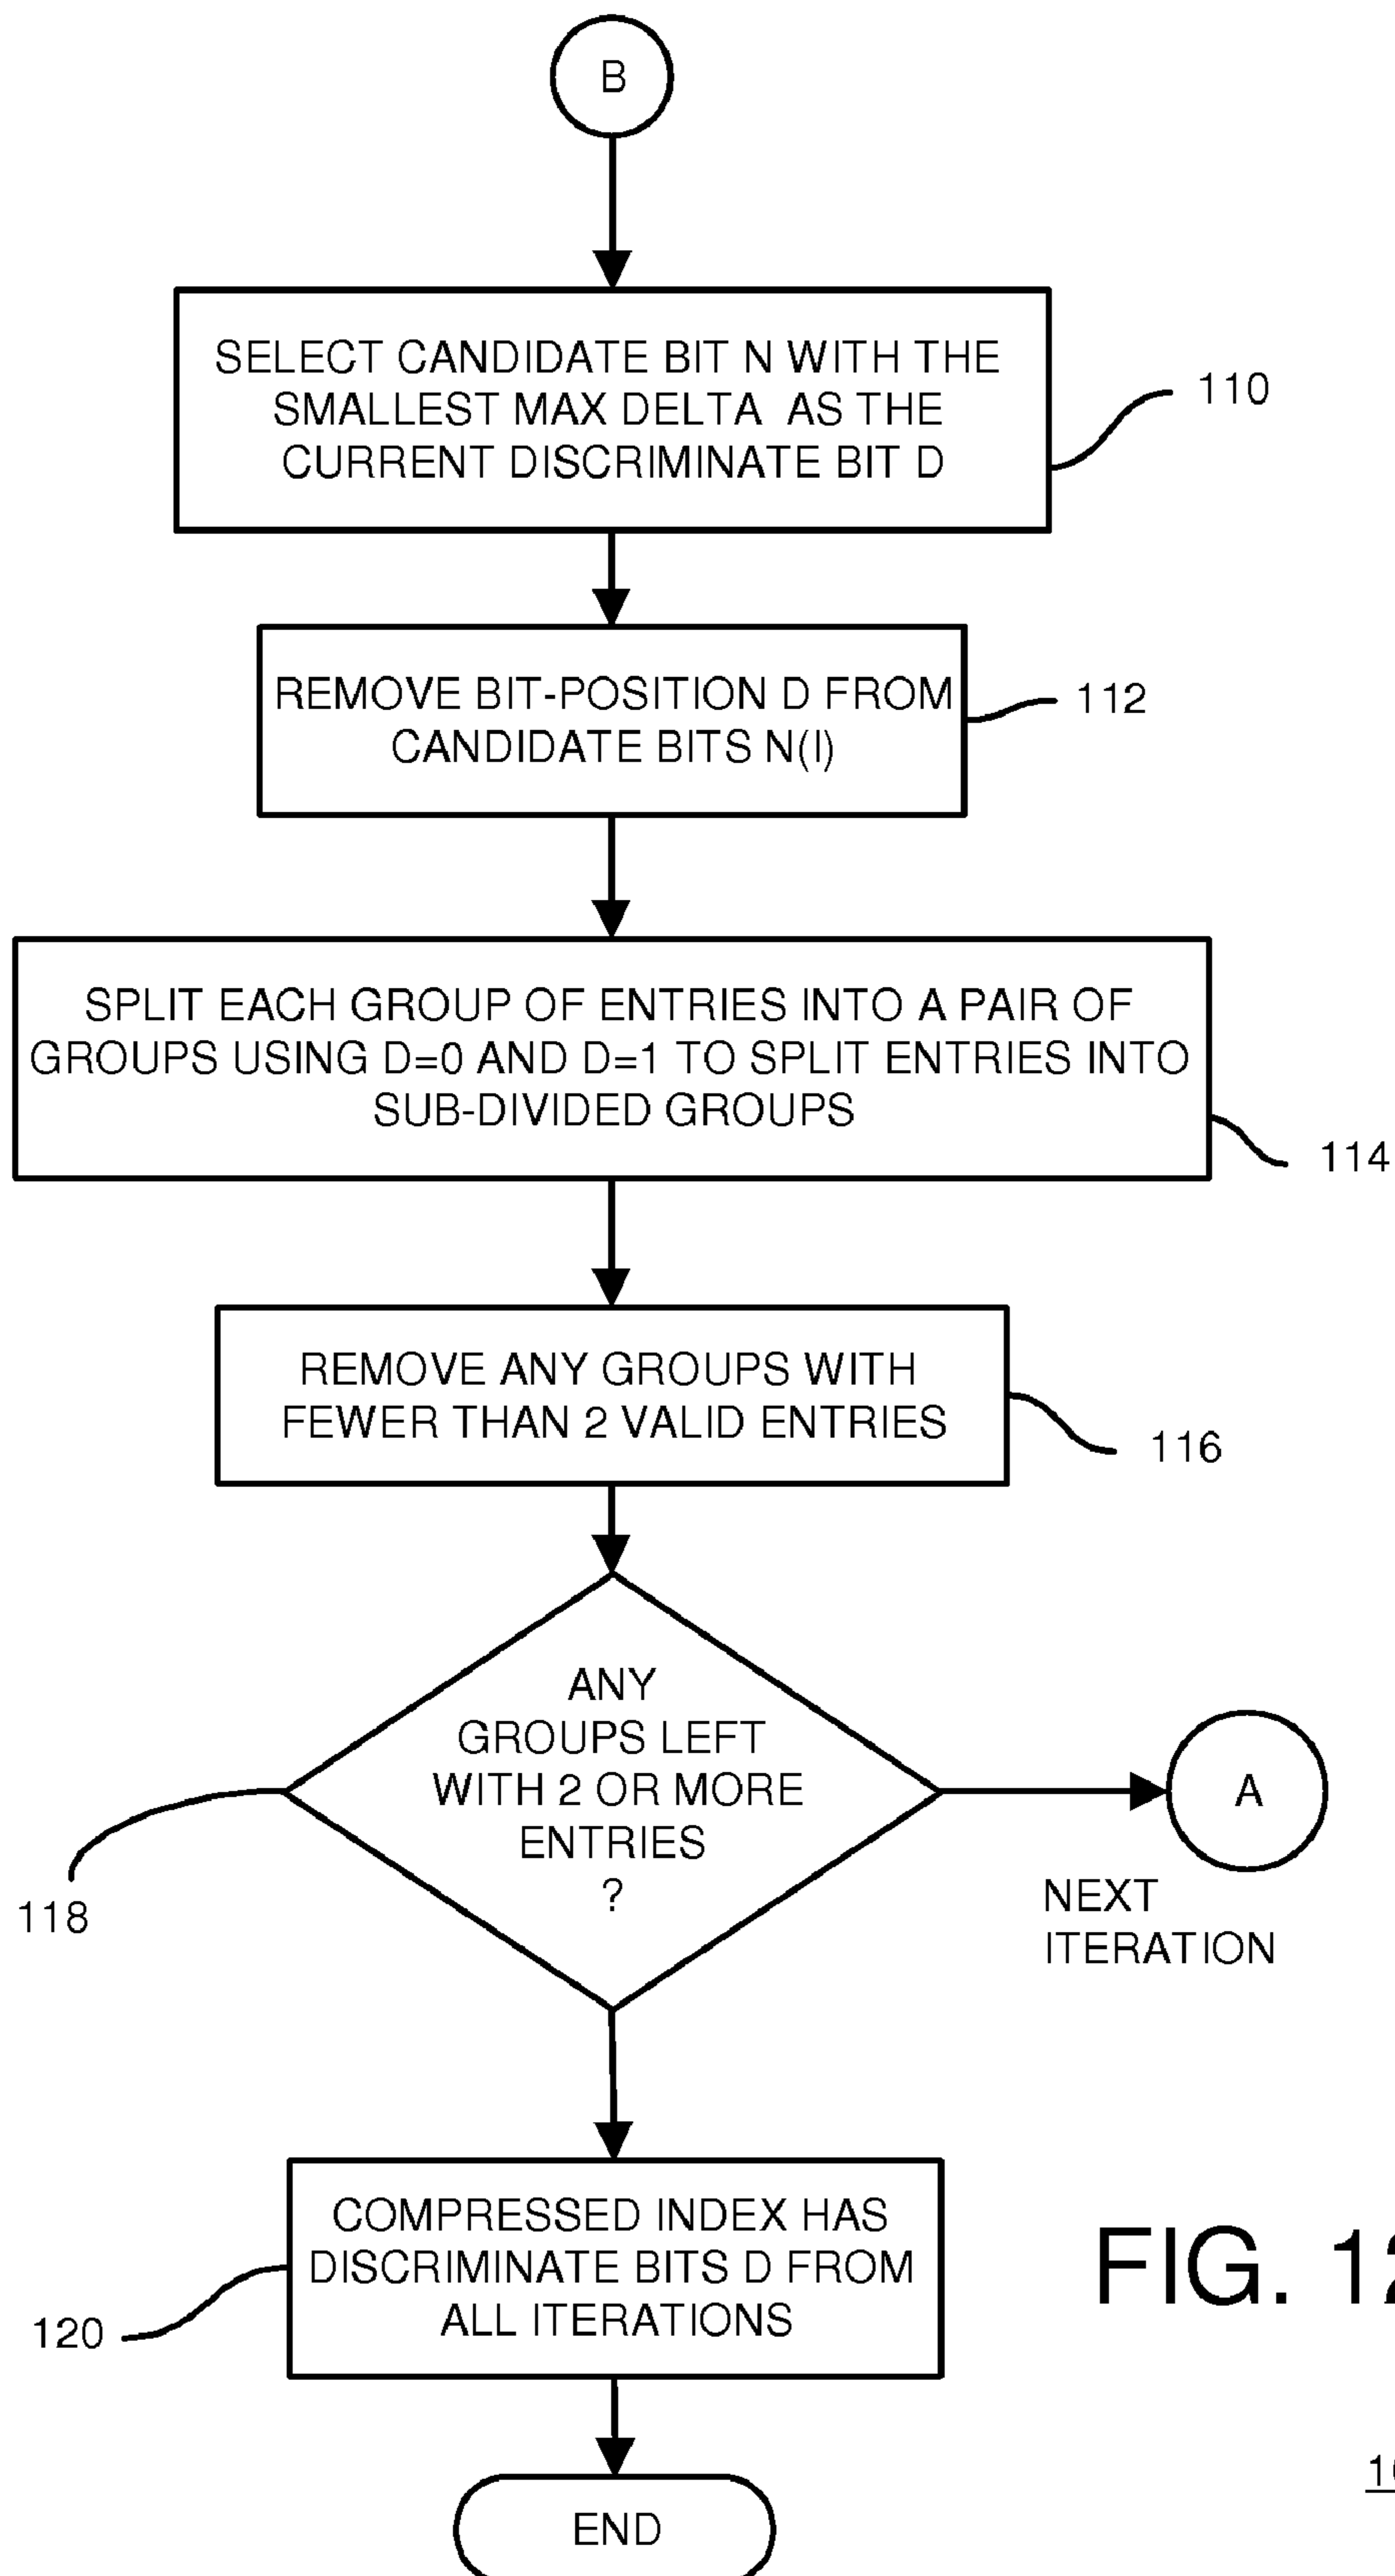 B
SELECT CANDIDATE BIT N WITH THE
SMALLEST MAX DELTA AS THE
CURRENT DISCRIMINATE BIT D
110
REMOVE BIT-POSITION D FROM
CANDIDATE BITS N(I)
112
SPLIT EACH GROUP OF ENTRIES INTO A PAIR OF
GROUPS USING D=0 AND D=1 TO SPLIT ENTRIES INTO
SUB-DIVIDED GROUPS
114
REMOVE ANY GROUPS WITH
FEWER THAN 2 VALID ENTRIES
116
ANY
GROUPS LEFT
WITH 2 OR MORE
ENTRIES
?
118
A
NEXT
ITERATION
COMPRESSED INDEX HAS
DISCRIMINATE BITS D FROM
ALL ITERATIONS
120
FIG. 12
END